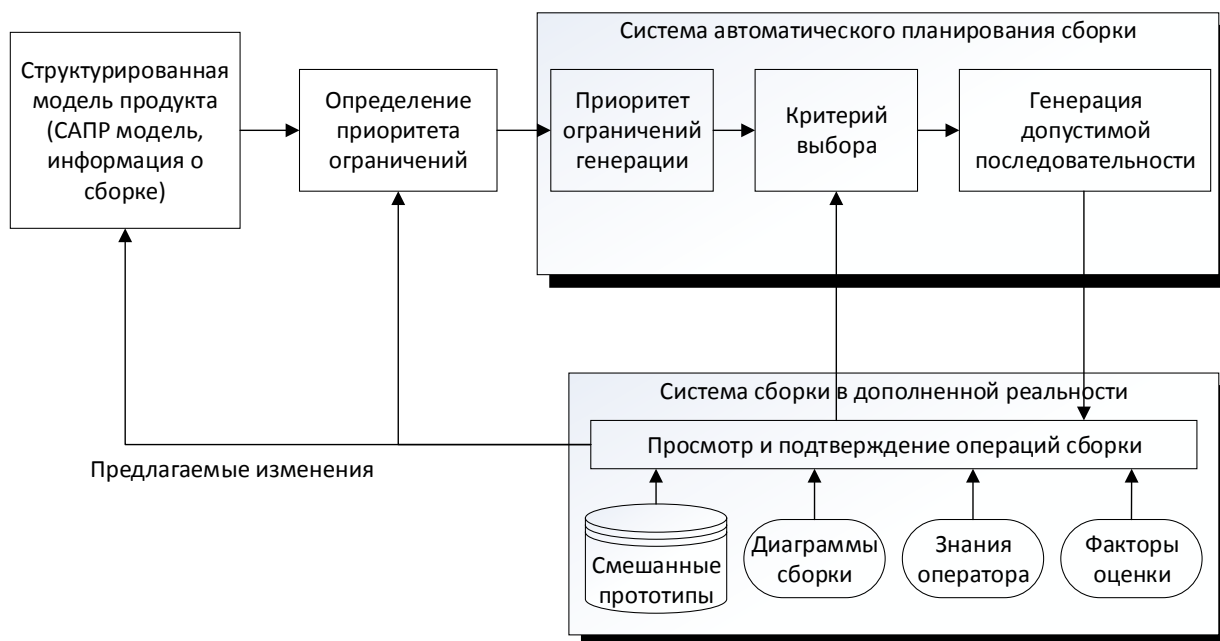 Система автоматического планирования сборки
Структурированная
модель продукта
(САПР модель,
информация о
сборке)
Определение
приоритета
ограничений
Приоритет
ограничений
генерации
Критерий
выбора
Генерация
допустимой
последовательности
Система сборки в дополненной реальности
Просмотр и подтверждение операций сборки
Предлагаемые изменения
Смешанные
прототипы
Диаграммы
сборки
Знания
оператора
Факторы
оценки